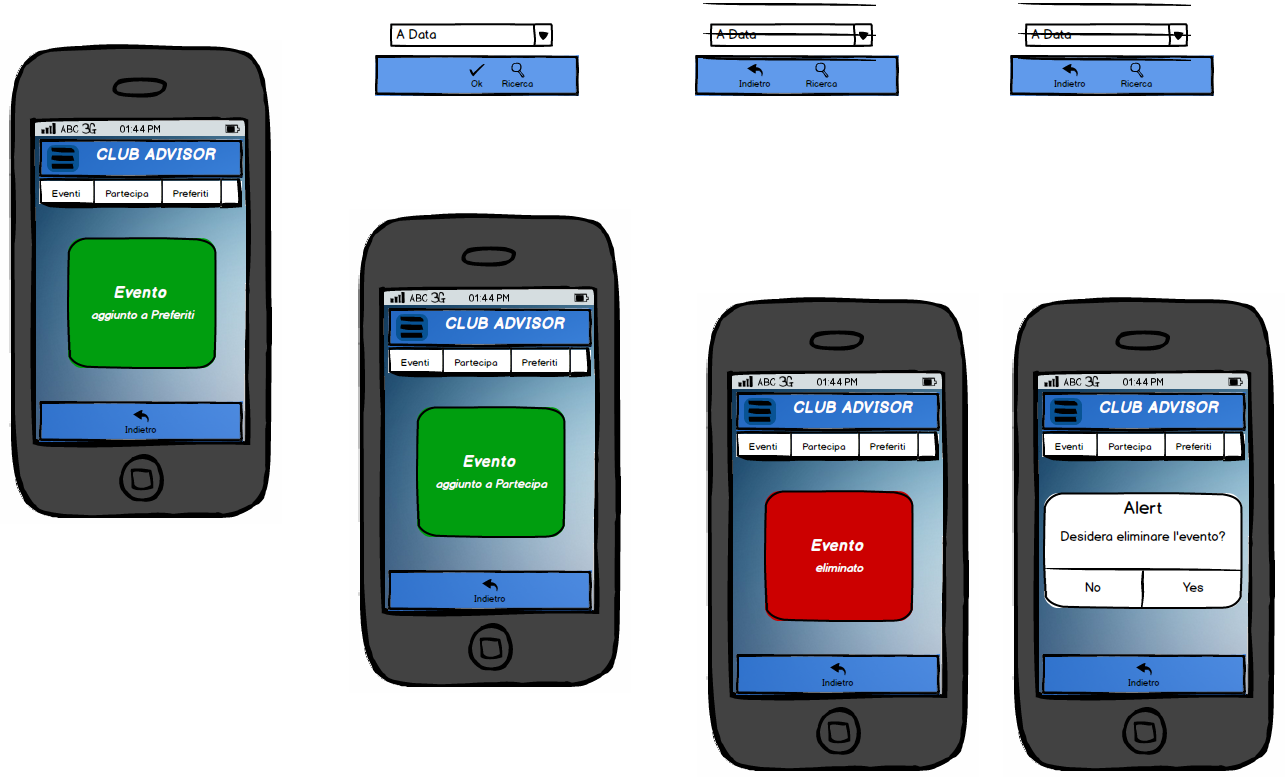 A Data
Ok Ricerca
A Data
Indietro Ricerca
A Data
Indietro Ricerca
ABC 3G 01:44 PM
CLUB ADVISOR
Eventi Partecipa Preferiti
Evento
aggiunto a Preferiti
Indietro
ABC 3G 01:44 PM
CLUB ADVISOR
Eventi Partecipa Preferiti
Evento
aggiunto a Partecipa
Indietro
ABC 3G 01:44 PM
CLUB ADVISOR
Eventi Partecipa Preferiti
Evento
eliminato
Indietro
ABC 3G 01:44 PM
CLUB ADVISOR
Eventi Partecipa Preferiti
Alert
Desidera eliminare l'evento?
No Yes
Indietro